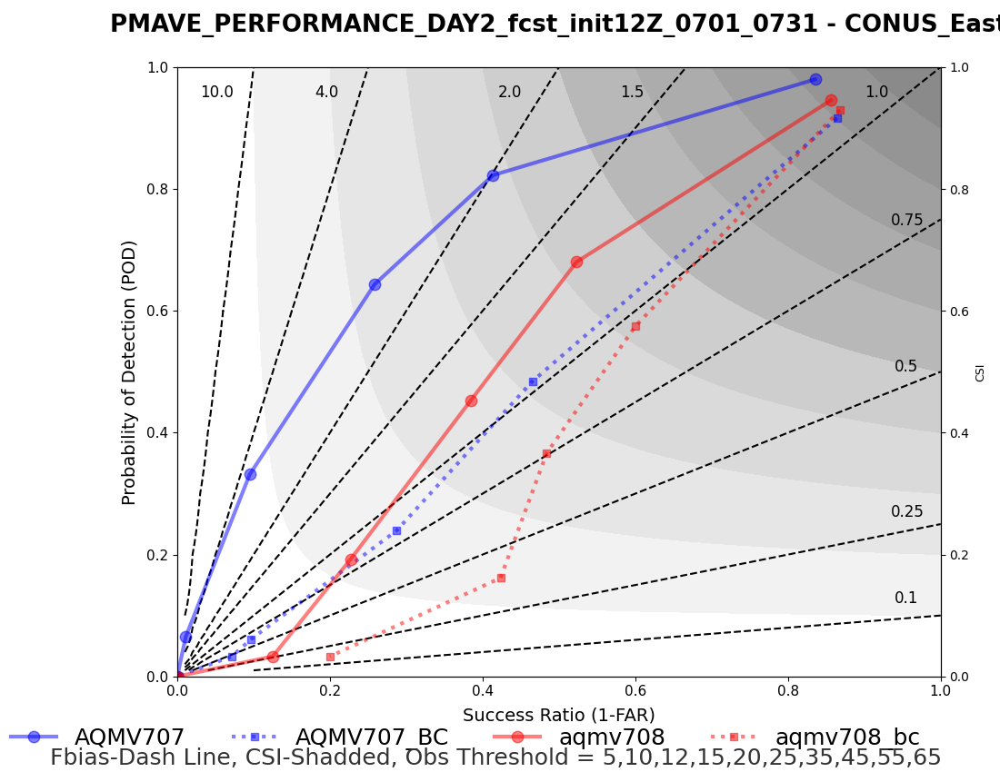 PMAVE_PERFORMANCE_DAY2_fcst_init12Z_0701_0731 - CONUS_East
1.0 1.0
10.0 4.0 2.0 1.5 1.0
0.8 0.8
0.75
0.6 0.6
Probability of Detection (POD)
0.5
CSI
0.4 0.4
0.25
0.2 0.2
0.1
0.0 0.0
0.0 0.2 0.4 0.6 0.8 1.0
Success Ratio (1-FAR)
AQMV707 AQMV707_BC aqmv708 aqmv708_bc
Fbias-Dash Line, CSI-Shadded, Obs Threshold = 5,10,12,15,20,25,35,45,55,65